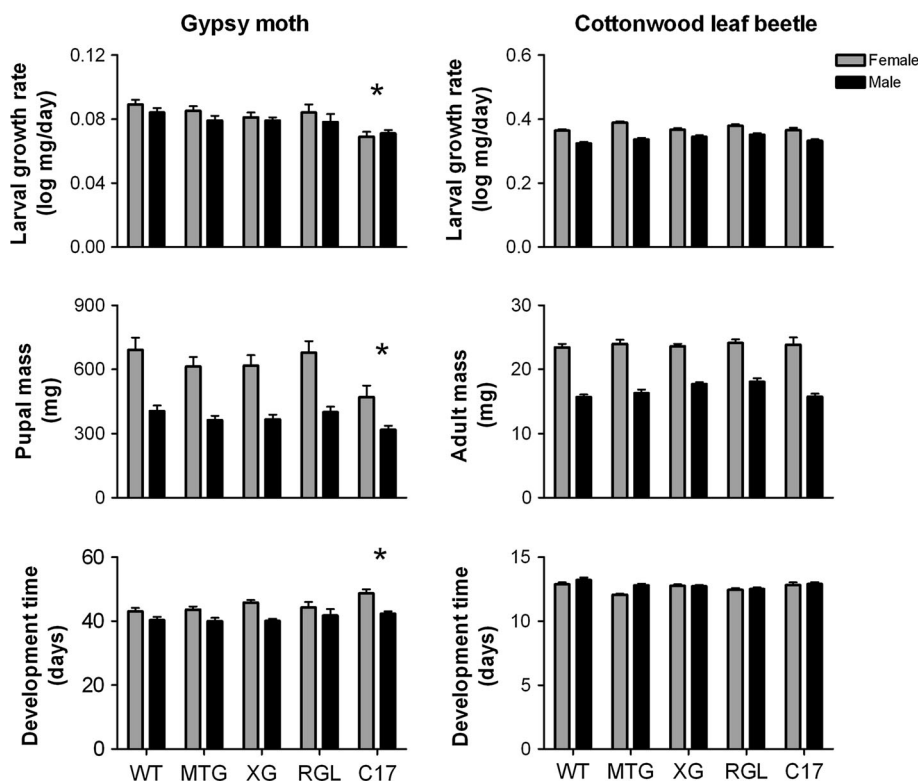 Gypsy moth
Cottonwood leaf beetle
Larval growth rate
(log mg/day)
0.12
0.08
0.04
0.00
*
Larval growth rate
(log mg/day)
0.6
0.4
0.2
0.0
Female
Male
Pupal mass
(mg)
900
600
300
0
*
Adult mass
(mg)
30
20
10
0
Development time
(days)
60
40
20
0
*
WT MTG XG RGL C17
Development time
(days)
15
10
5
0
WT MTG XG RGL C17